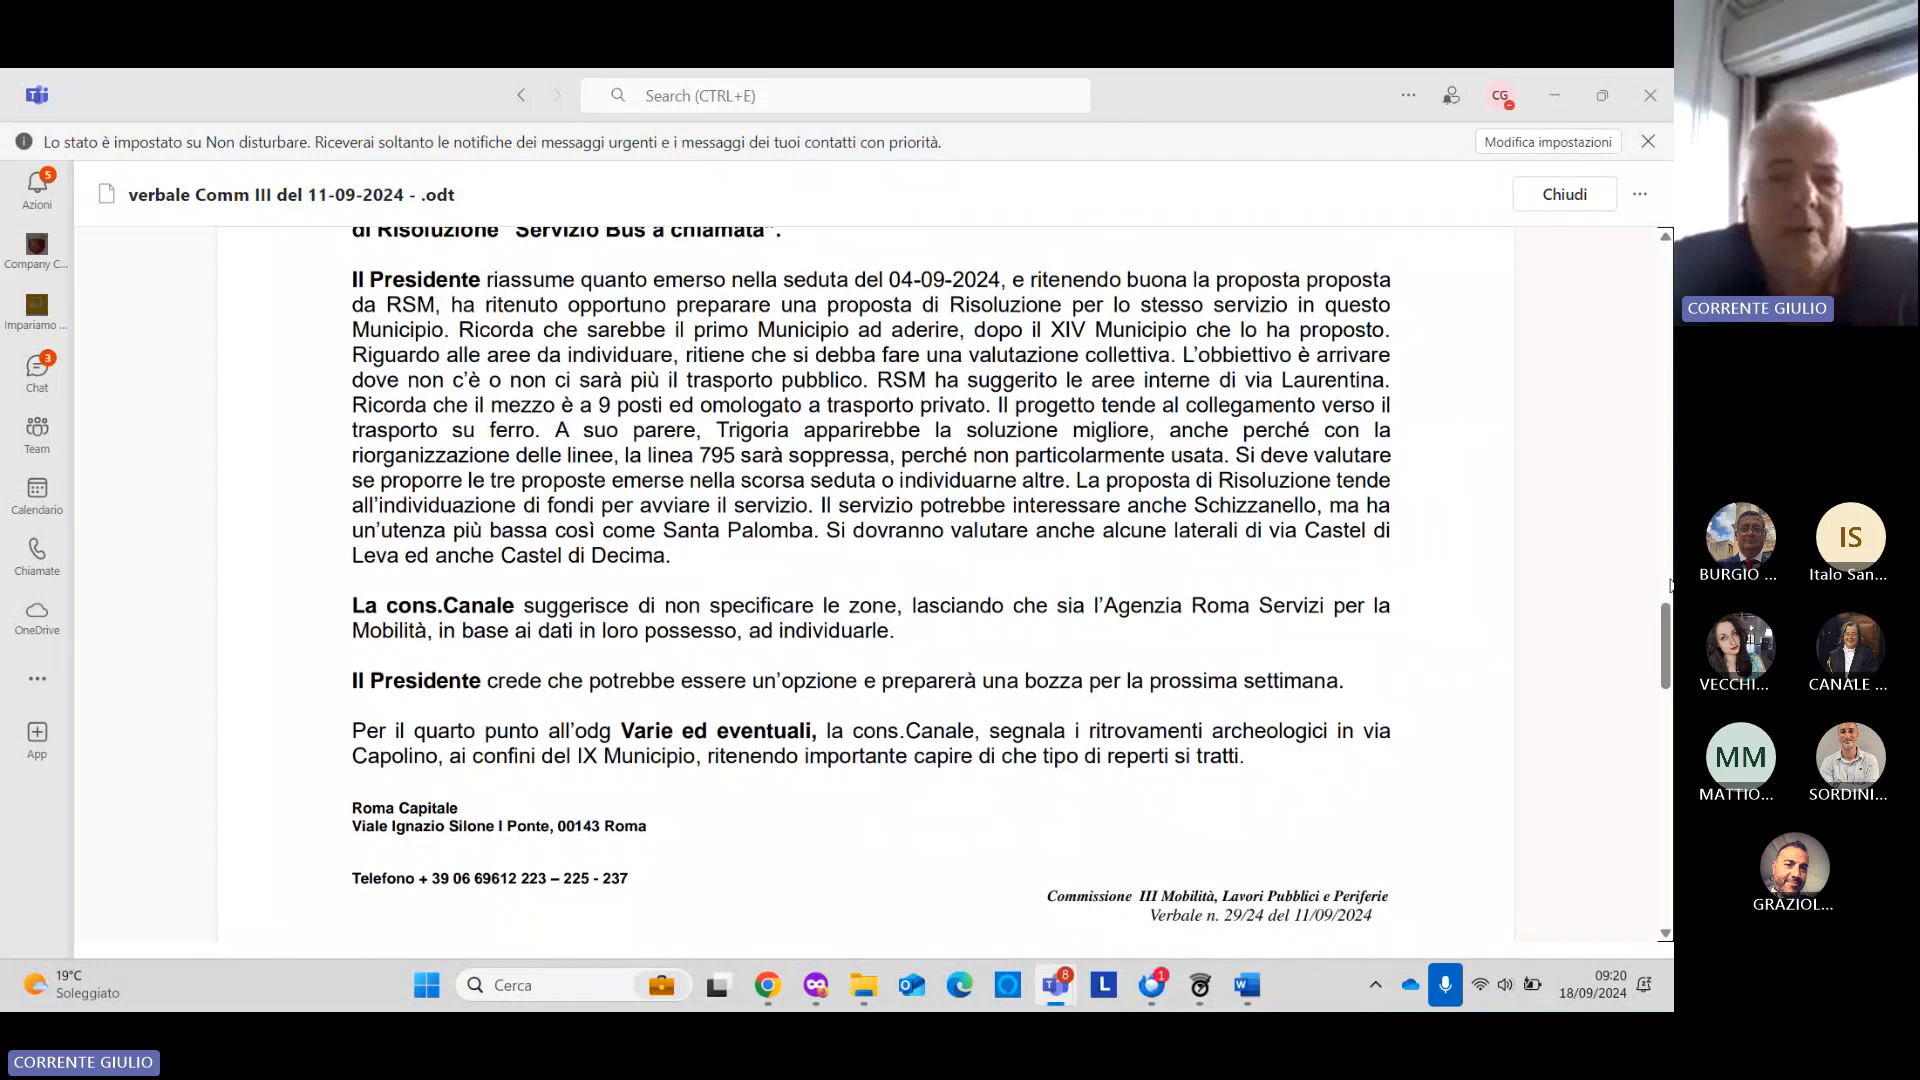 Search (CTRL+E)
CG
Lo stato è impostato su Non disturbare. Riceverai soltanto le notifiche dei messaggi urgenti e i messaggi dei tuoi contatti con priorità.
Modifica impostazioni
5
Azioni
Company C...
Impariamo ...
3
Chat
Team
Calendario
Chiamate
OneDrive
App
verbale Comm III del 11-09-2024 - .odt
Chiudi
di Risoluzione "Servizio Bus a chiamata".
Il Presidente riassume quanto emerso nella seduta del 04-09-2024, e ritenendo buona la proposta proposta
da RSM, ha ritenuto opportuno preparare una proposta di Risoluzione per lo stesso servizio in questo
Municipio. Ricorda che sarebbe il primo Municipio ad aderire, dopo il XIV Municipio che lo ha proposto.
Riguardo alle aree da individuare, ritiene che si debba fare una valutazione collettiva. L'obbiettivo è arrivare
dove non c'è o non ci sarà più il trasporto pubblico. RSM ha suggerito le aree interne di via Laurentina.
Ricorda che il mezzo è a 9 posti ed omologato a trasporto privato. Il progetto tende al collegamento verso il
trasporto su ferro. A suo parere, Trigoria apparirebbe la soluzione migliore, anche perché con la
riorganizzazione delle linee, la linea 795 sarà soppressa, perché non particolarmente usata. Si deve valutare
se proporre le tre proposte emerse nella scorsa seduta o individuarne altre. La proposta di Risoluzione tende
all'individuazione di fondi per avviare il servizio. Il servizio potrebbe interessare anche Schizzanello, ma ha
un'utenza più bassa così come Santa Palomba. Si dovranno valutare anche alcune laterali di via Castel di
Leva ed anche Castel di Decima.
La cons.Canale suggerisce di non specificare le zone, lasciando che sia l'Agenzia Roma Servizi per la
Mobilità, in base ai dati in loro possesso, ad individuarle.
Il Presidente crede che potrebbe essere un'opzione e preparerà una bozza per la prossima settimana.
Per il quarto punto all'odg Varie ed eventuali, la cons.Canale, segnala i ritrovamenti archeologici in via
Capolino, ai confini del IX Municipio, ritenendo importante capire di che tipo di reperti si tratti.
Roma Capitale
Viale Ignazio Silone I Ponte, 00143 Roma
Telefono + 39 06 69612 223 – 225 - 237
Commissione III Mobilità, Lavori Pubblici e Periferie
Verbale n. 29/24 del 11/09/2024
19°C
Soleggiato
Cerca
8
L
1
W
09:20
18/09/2024
CORRENTE GIULIO
BURGIO ...
IS
Italo San...
VECCHI...
CANALE ...
MM
MATTIO...
SORDINI...
GRAZIOL...
CORRENTE GIULIO